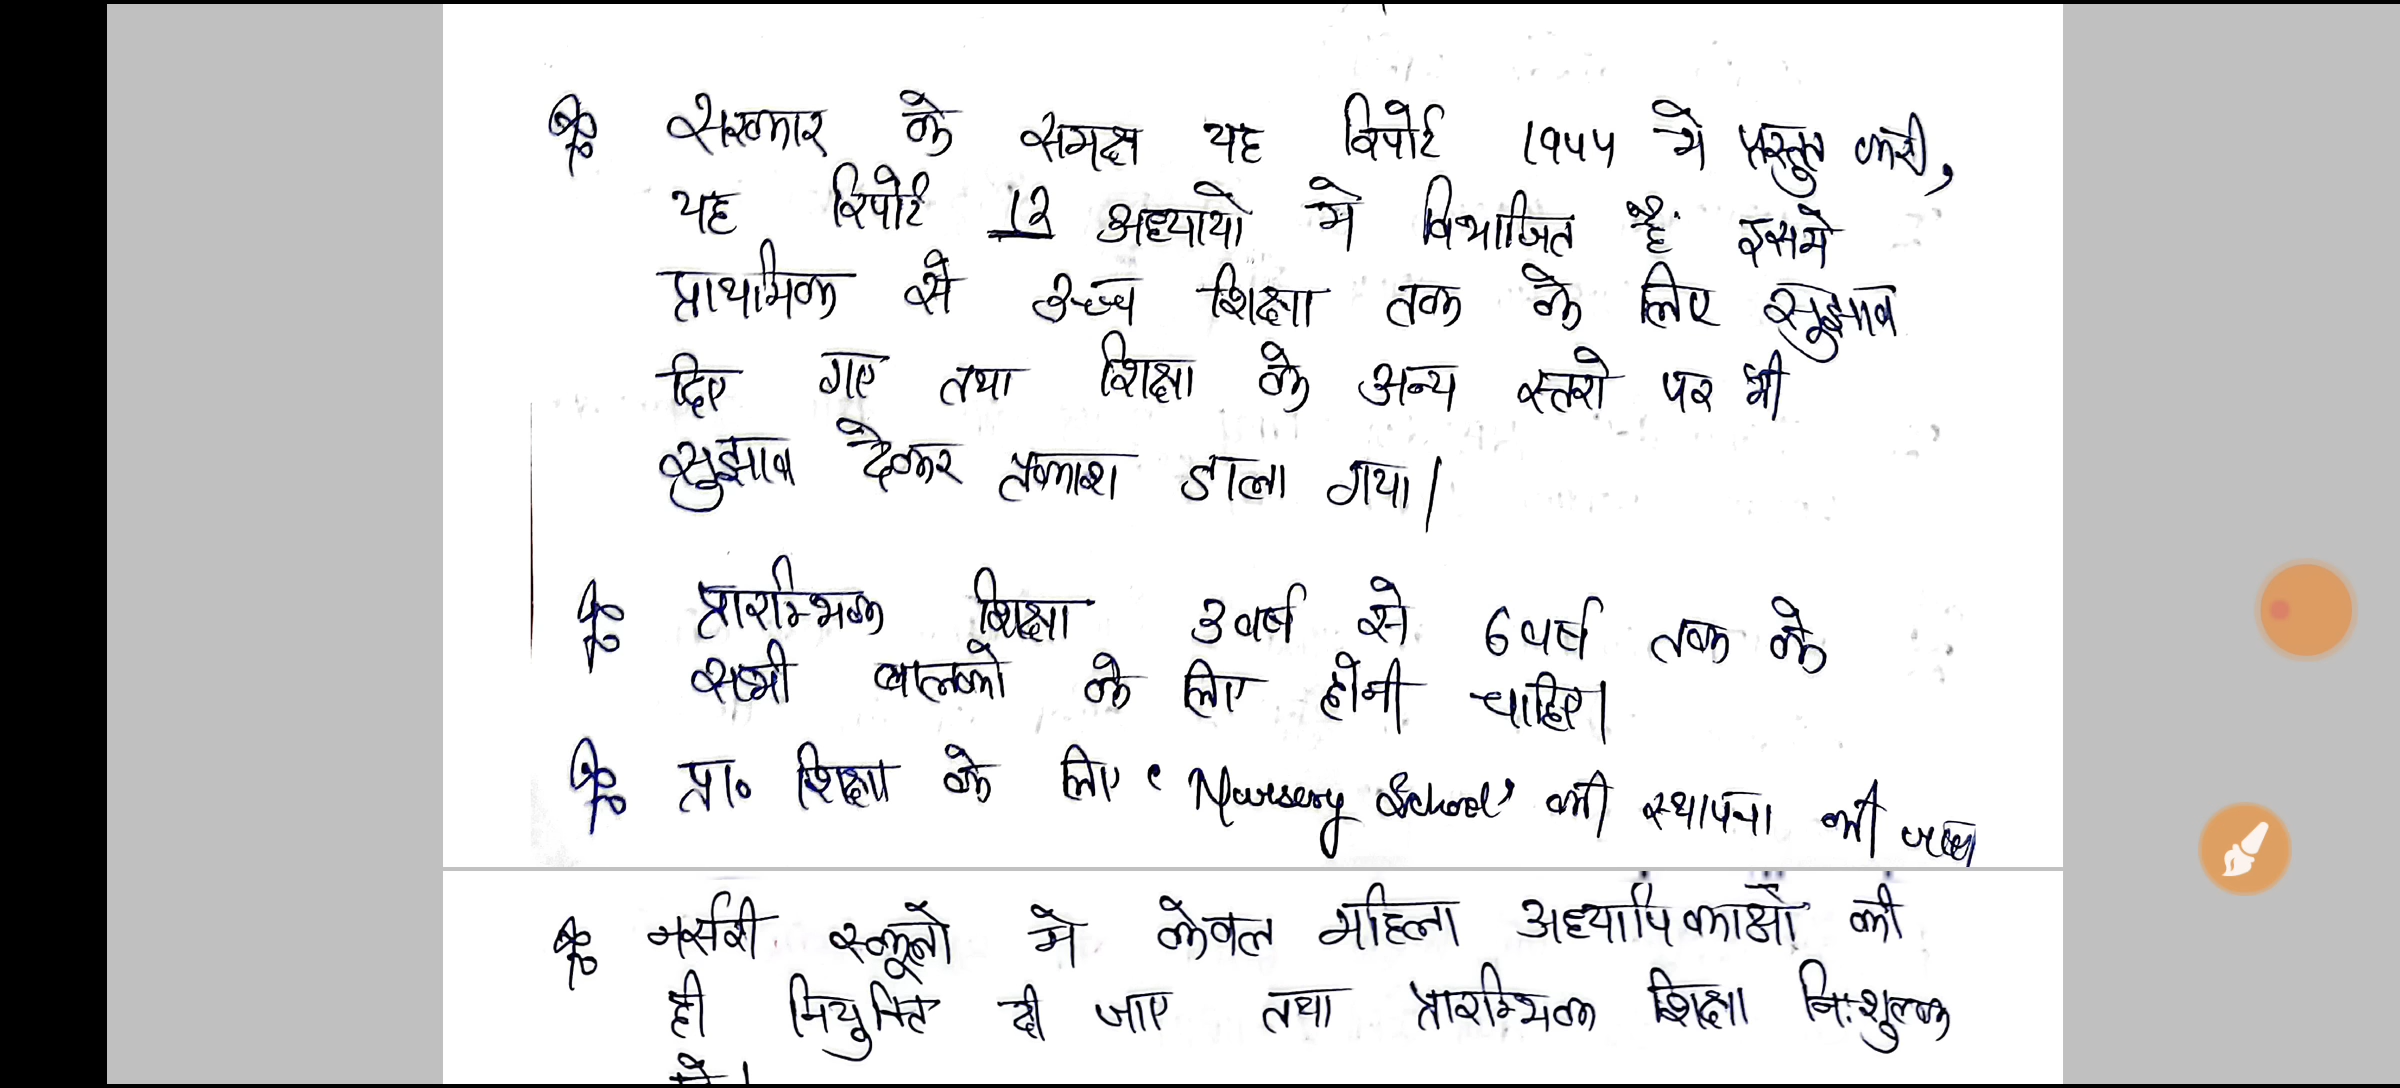 सरकार के समक्ष यह रिपोर्ट 1944 मे प्रस्तुत करी,
यह रिपोर्ट 12 अध्यायो मे विभाजित है इसमे
प्राथमिक से उच्च शिक्षा तक के लिए सुझाव
दिए गए तथा शिक्षा के अन्य स्तरो पर भी
सुझाव देकर प्रकाश डाला गया।
प्रारम्भिक शिक्षा 3 वर्ष से 6 वर्ष तक के
सभी बालको के लिए होनी चाहिए।
प्रा० शिक्षा के लिए 'Nursery School' की स्थापना की
नर्सरी स्कूलो मे केवल महिला अध्यापिकाओं की
ही नियुक्ति दी जाए तथा प्रारम्भिक शिक्षा नि:शुल्क